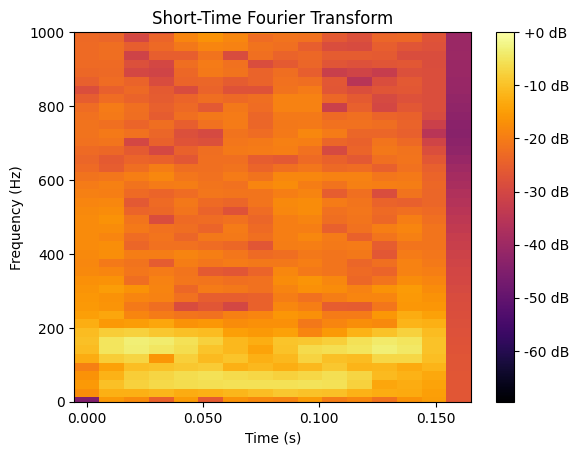 Short-Time Fourier Transform
1000
800
600
400
200
0
Frequency (Hz)
0.000
0.050
0.100
0.150
Time (s)
+0 dB
-10 dB
-20 dB
-30 dB
-40 dB
-50 dB
-60 dB